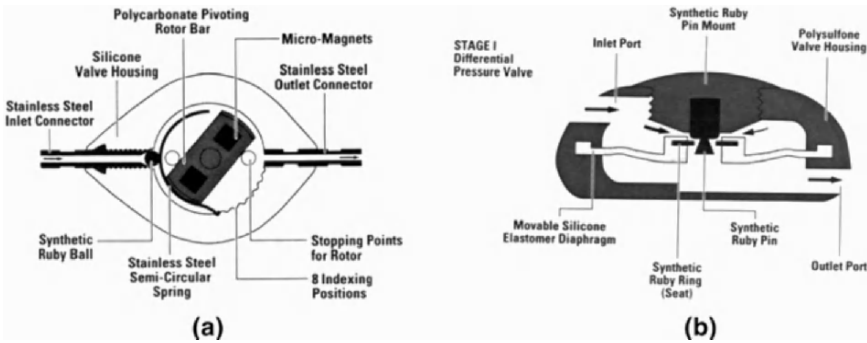 Polycarbonate Pivoting
Rotor Bar
Micro-Magnets
Silicone
Valve Housing
Stainless Steel
Outlet Connector
Stainless Steel
Inlet Connector
Synthetic
Ruby Ball
Stainless Steel
Semi-Circular
Spring
Stopping Points
for Rotor
8 Indexing
Positions
(a)
STAGE I
Differential
Pressure Valve
Inlet Port
Synthetic Ruby
Pin Mount
Polysulfone
Valve Housing
Movable Silicone
Elastomer Diaphragm
Synthetic
Ruby Ring
(Seat)
Synthetic
Ruby Pin
Outlet Port
(b)